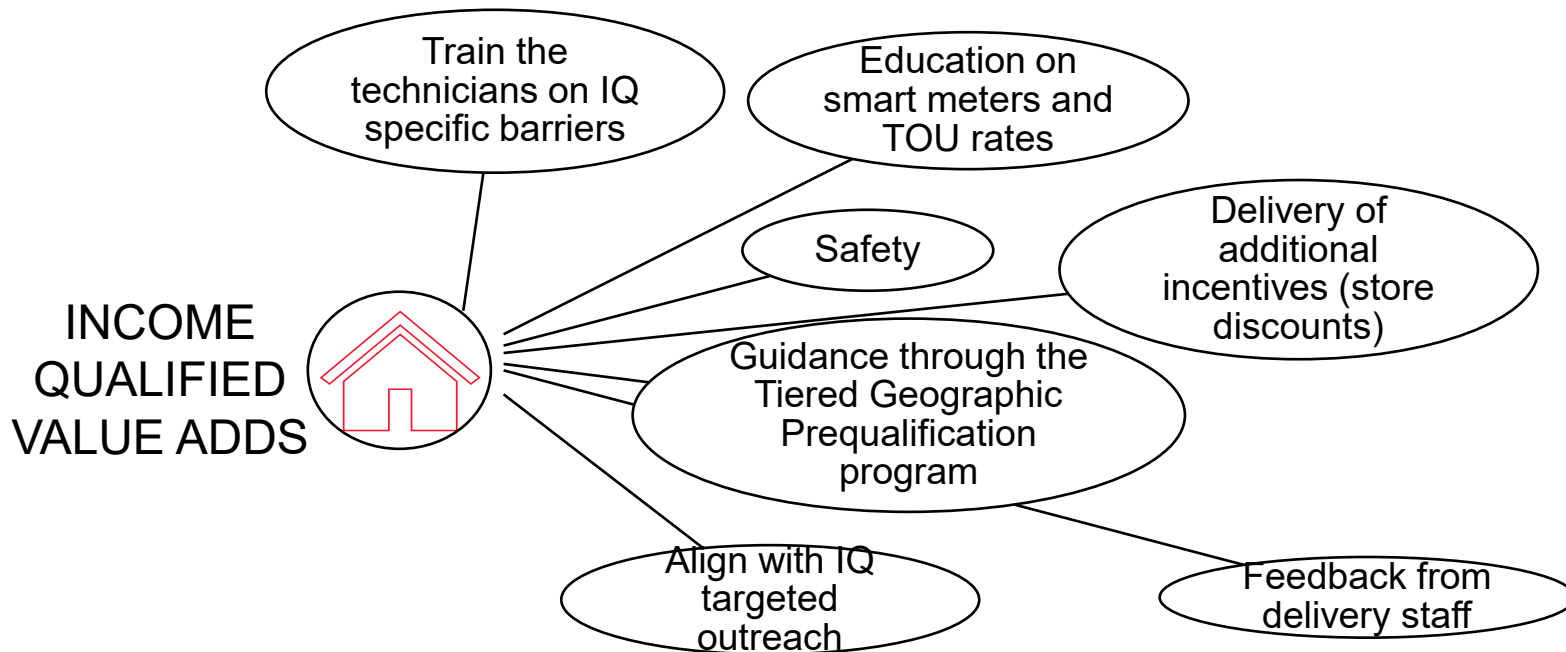 Train the
technicians on IQ
specific barriers
Education on
smart meters and
TOU rates
Safety
Delivery of
additional
incentives (store
discounts)
INCOME
QUALIFIED
VALUE ADDS
Guidance through the
Tiered Geographic
Prequalification
program
Align with IQ
targeted
outreach
Feedback from
delivery staff